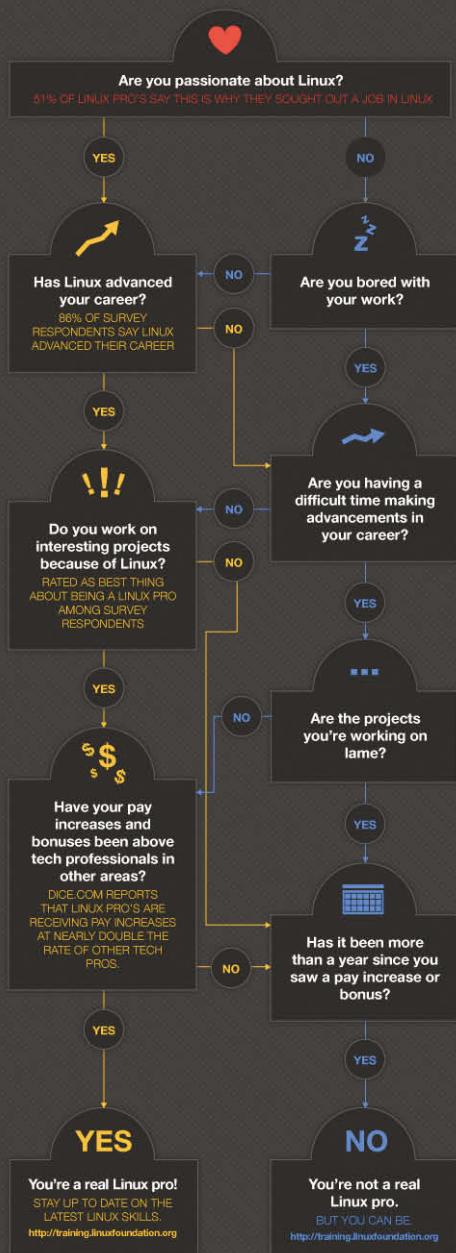 Are you passionate about Linux?
51% OF LINUX PRO'S SAY THIS IS WHY THEY SOUGHT OUT A JOB IN LINUX
YES
NO
Has Linux advanced
your career?
86% OF SURVEY
RESPONDENTS SAY LINUX
ADVANCED THEIR CAREER
NO
NO
zzz
Are you bored with
your work?
YES
YES
!!!
Do you work on
interesting projects
because of Linux?
RATED AS BEST THING
ABOUT BEING A LINUX PRO
AMONG SURVEY
RESPONDENTS
NO
NO
Are you having a
difficult time making
advancements in
your career?
YES
YES
$$$$
Have your pay
increases and
bonuses been above
tech professionals in
other areas?
DICE.COM REPORTS
THAT LINUX PRO'S ARE
RECEIVING PAY INCREASES
AT NEARLY DOUBLE THE
RATE OF OTHER TECH
PROS.
NO
NO
...
Are the projects
you're working on
lame?
YES
Has it been more
than a year since you
saw a pay increase or
bonus?
YES
YES
YES
You're a real Linux pro!
STAY UP TO DATE ON THE
LATEST LINUX SKILLS.
http://training.linuxfoundation.org
NO
You're not a real
Linux pro.
BUT YOU CAN BE.
http://training.linuxfoundation.org